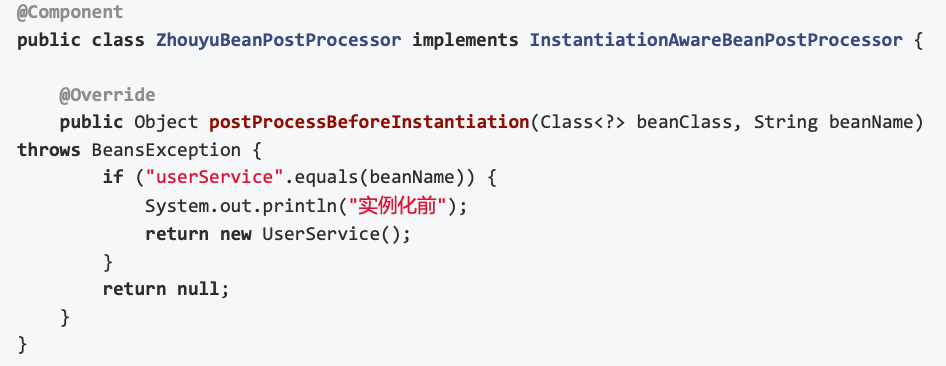 @Component
public class ZhouyuBeanPostProcessor implements InstantiationAwareBeanPostProcessor {
@Override
public Object postProcessBeforeInstantiation(Class<?> beanClass, String beanName)
throws BeansException {
if ("userService".equals(beanName)) {
System.out.println("实例化前");
return new UserService();
}
return null;
}
}